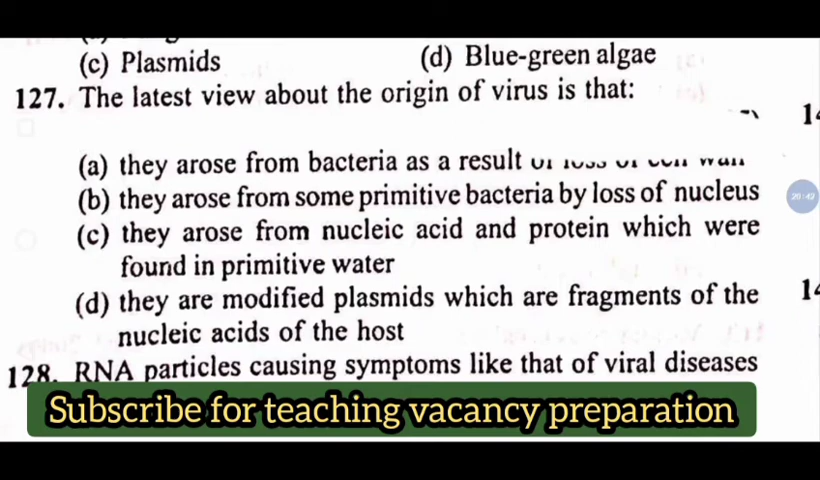 (c) Plasmids (d) Blue-green algae
127. The latest view about the origin of virus is that:
(a) they arose from bacteria as a result
(b) they arose from some primitive bacteria by loss of nucleus
(c) they arose from nucleic acid and protein which were
found in primitive water
(d) they are modified plasmids which are fragments of the
nucleic acids of the host
128. RNA particles causing symptoms like that of viral diseases
Subscribe for teaching vacancy preparation